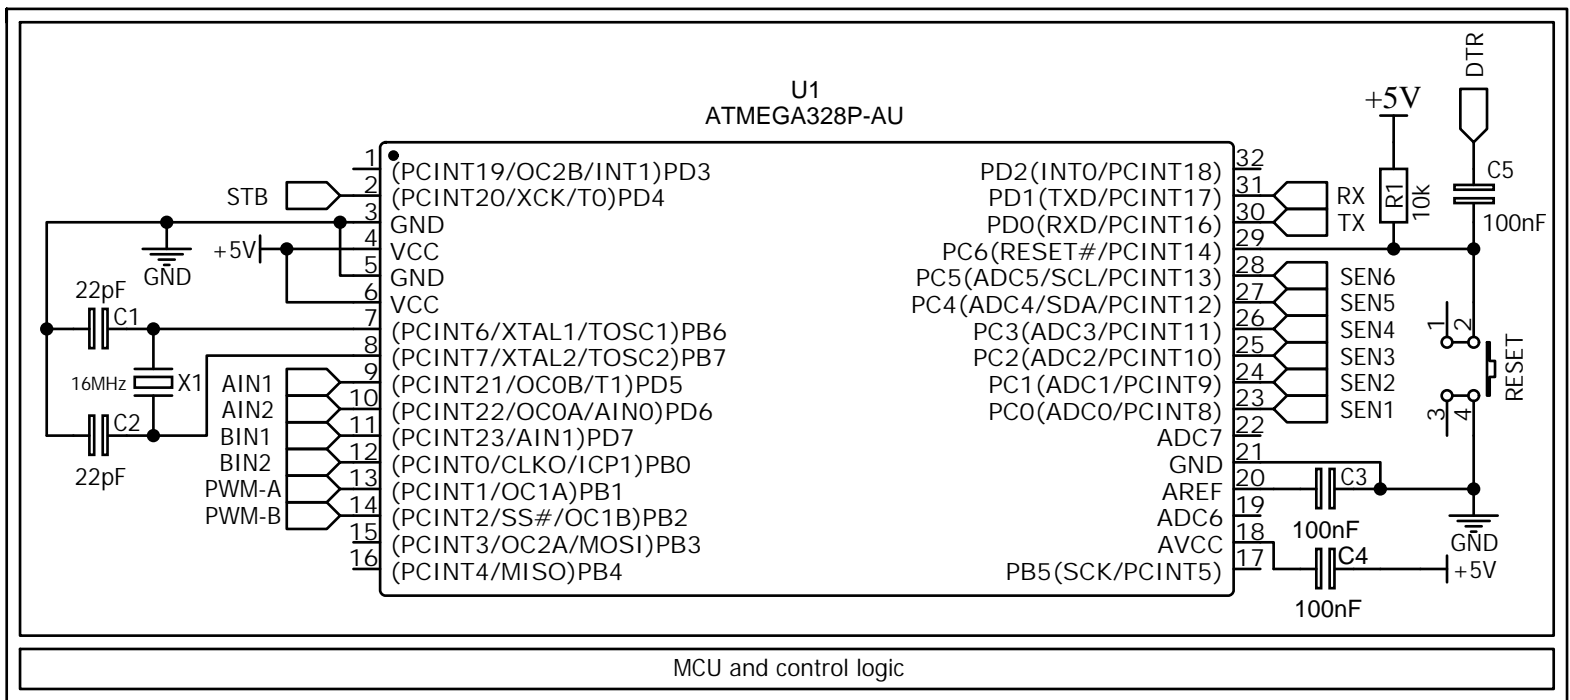 U1
ATMEGA328P-AU
DTR
+5V
C5
100nF
R1
10k
1
(PCINT19/OC2B/INT1)PD3
STB
2
(PCINT20/XCK/T0)PD4
3
GND
4
VCC
5
GND
6
VCC
7
(PCINT6/XTAL1/TOSC1)PB6
8
(PCINT7/XTAL2/TOSC2)PB7
AIN1
9
(PCINT21/OC0B/T1)PD5
AIN2
10
(PCINT22/OC0A/AIN0)PD6
BIN1
11
(PCINT23/AIN1)PD7
BIN2
12
(PCINT0/CLKO/ICP1)PB0
PWM-A
13
(PCINT1/OC1A)PB1
PWM-B
14
(PCINT2/SS#/OC1B)PB2
15
(PCINT3/OC2A/MOSI)PB3
16
(PCINT4/MISO)PB4
GND
+5V
22pF
C1
16MHz
X1
C2
22pF
PD2(INT0/PCINT18)
32
PD1(TXD/PCINT17)
31
RX
PD0(RXD/PCINT16)
30
TX
PC6(RESET#/PCINT14)
29
PC5(ADC5/SCL/PCINT13)
28
SEN6
PC4(ADC4/SDA/PCINT12)
27
SEN5
PC3(ADC3/PCINT11)
26
SEN4
PC2(ADC2/PCINT10)
25
SEN3
PC1(ADC1/PCINT9)
24
SEN2
PC0(ADC0/PCINT8)
23
SEN1
ADC7
22
GND
21
AREF
20
C3
ADC6
19
100nF
AVCC
18
C4
PB5(SCK/PCINT5)
17
100nF
1
2
RESET
3
4
GND
+5V
MCU and control logic